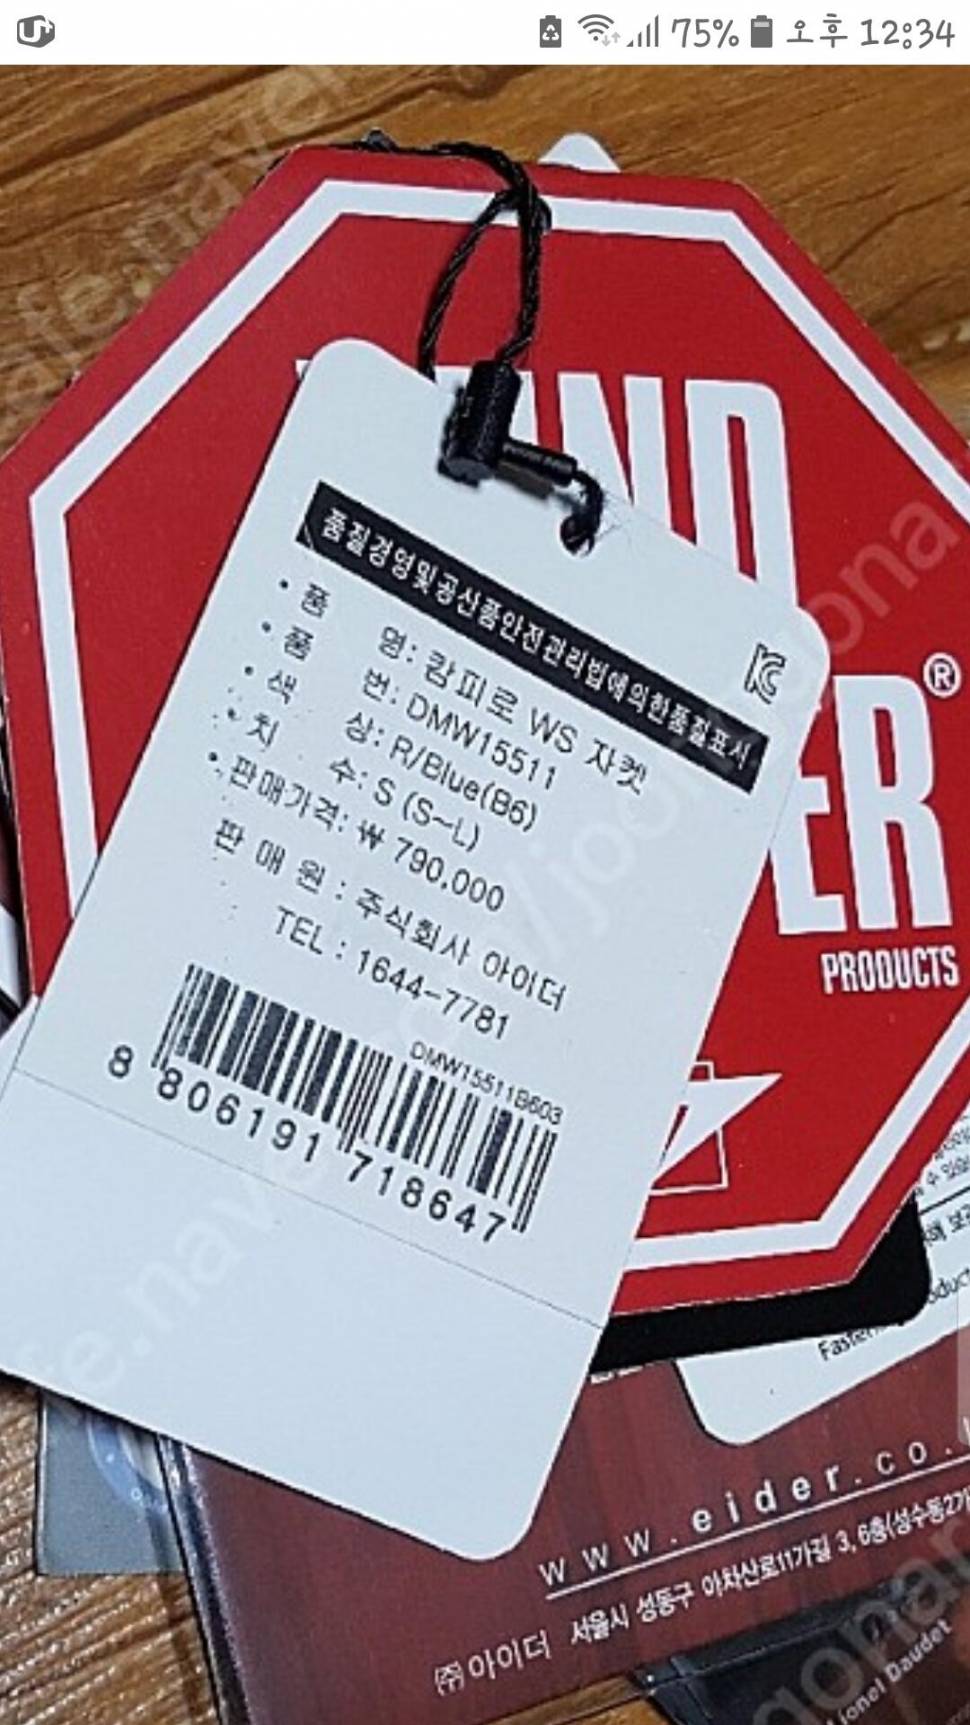 U+
75% 오후 12:34
품질경영및공산품안전관리법에의한품질표시
• 품 명: 캄피로 WS 자켓
• 품 번: DMW15511
• 색 상: R/Blue(B6)
• 치 수: S (S~L)
• 판매가격: ₩ 790,000
판 매 원 : 주식회사 아이더
TEL : 1644-7781
DMW15511B603
8 806191 718647
ER®
PRODUCTS
www.eider.co.
㈜아이더 서울시 성동구 아차산로11가길 3, 6층(성수동2가
Lionel Daudet